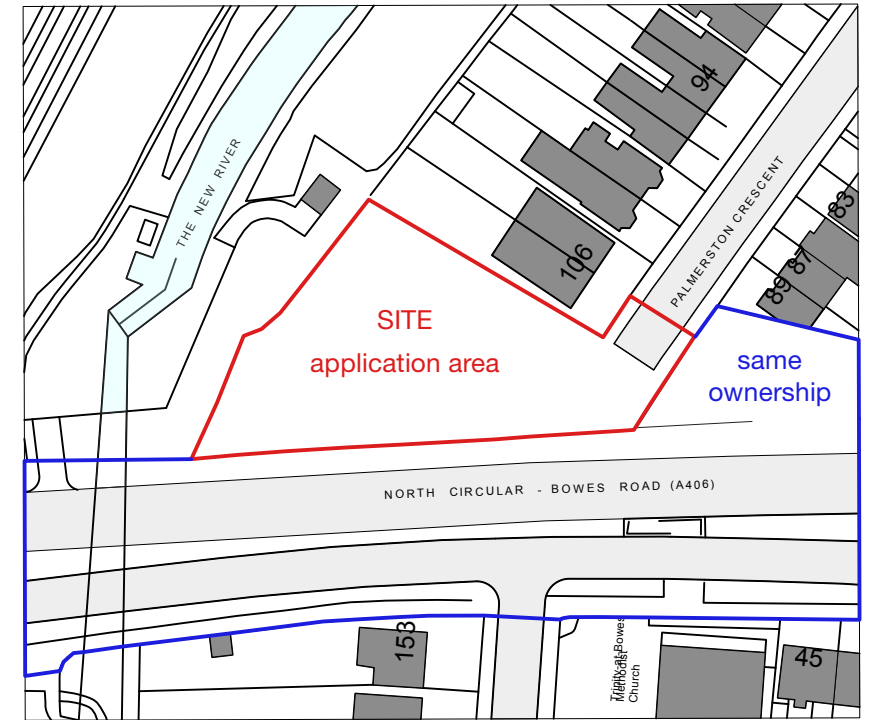 94
THE NEW RIVER
PALMERSTON CRESCENT
83
87
89
106
SITE
application area
same
ownership
NORTH CIRCULAR - BOWES ROAD (A406)
153
Trinity-at-Bowes
Methodist
Church
45